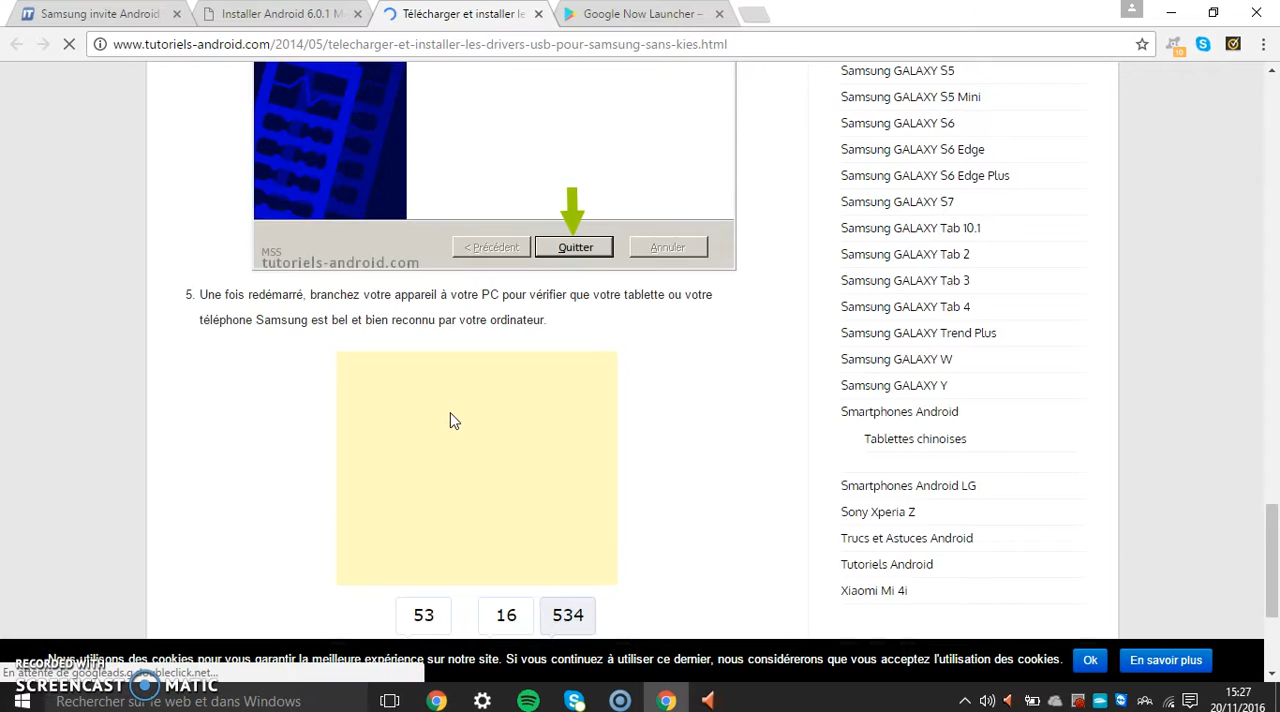 Samsung invite Android
Installer Android 6.0.1 M
Télécharger et installer le
Google Now Launcher –
www.tutoriels-android.com/2014/05/telecharger-et-installer-les-drivers-usb-pour-samsung-sans-kies.html
10
MSS
< Précédent
Quitter
Annuler
tutoriels-android.com
5. Une fois redémarré, branchez votre appareil à votre PC pour vérifier que votre tablette ou votre
téléphone Samsung est bel et bien reconnu par votre ordinateur.
53
16
534
Samsung GALAXY S5
Samsung GALAXY S5 Mini
Samsung GALAXY S6
Samsung GALAXY S6 Edge
Samsung GALAXY S6 Edge Plus
Samsung GALAXY S7
Samsung GALAXY Tab 10.1
Samsung GALAXY Tab 2
Samsung GALAXY Tab 3
Samsung GALAXY Tab 4
Samsung GALAXY Trend Plus
Samsung GALAXY W
Samsung GALAXY Y
Smartphones Android
Tablettes chinoises
Smartphones Android LG
Sony Xperia Z
Trucs et Astuces Android
Tutoriels Android
Xiaomi Mi 4i
Nous utilisons des cookies pour vous garantir la meilleure expérience sur notre site. Si vous continuez à utiliser ce dernier, nous considérerons que vous acceptez l'utilisation des cookies.
Ok
En savoir plus
RECORDED WITH
En attente de googleads.g.doubleclick.net...
SCREENCAST MATIC
Rechercher sur le web et dans Windows
15:27
20/11/2016